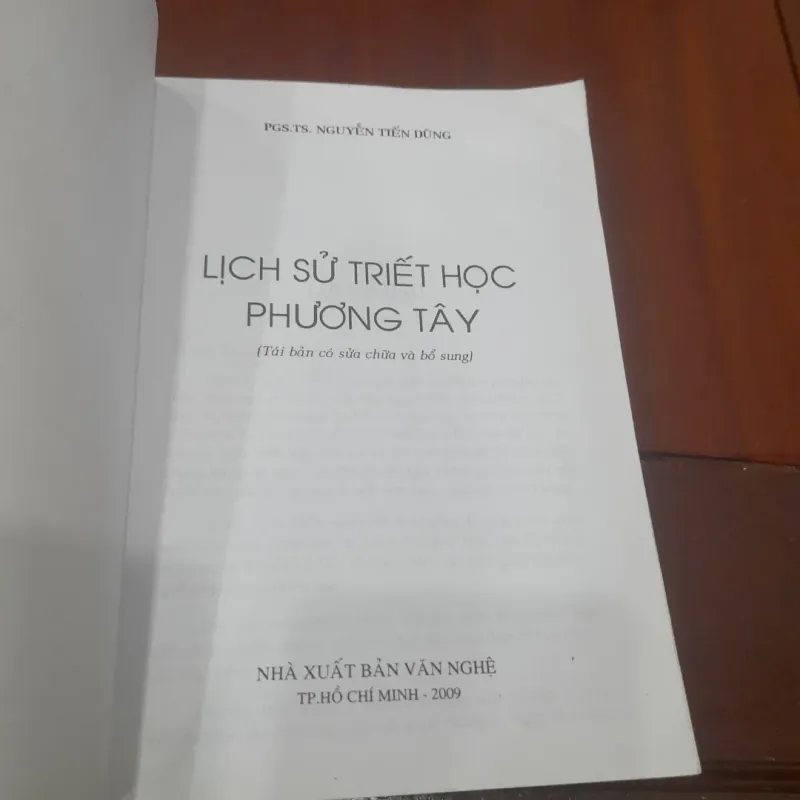 PGS.TS. NGUYỄN TIẾN DŨNG
LỊCH SỬ TRIẾT HỌC
PHƯƠNG TÂY
(Tái bản có sửa chữa và bổ sung)
NHÀ XUẤT BẢN VĂN NGHỆ
TP.HỒ CHÍ MINH - 2009